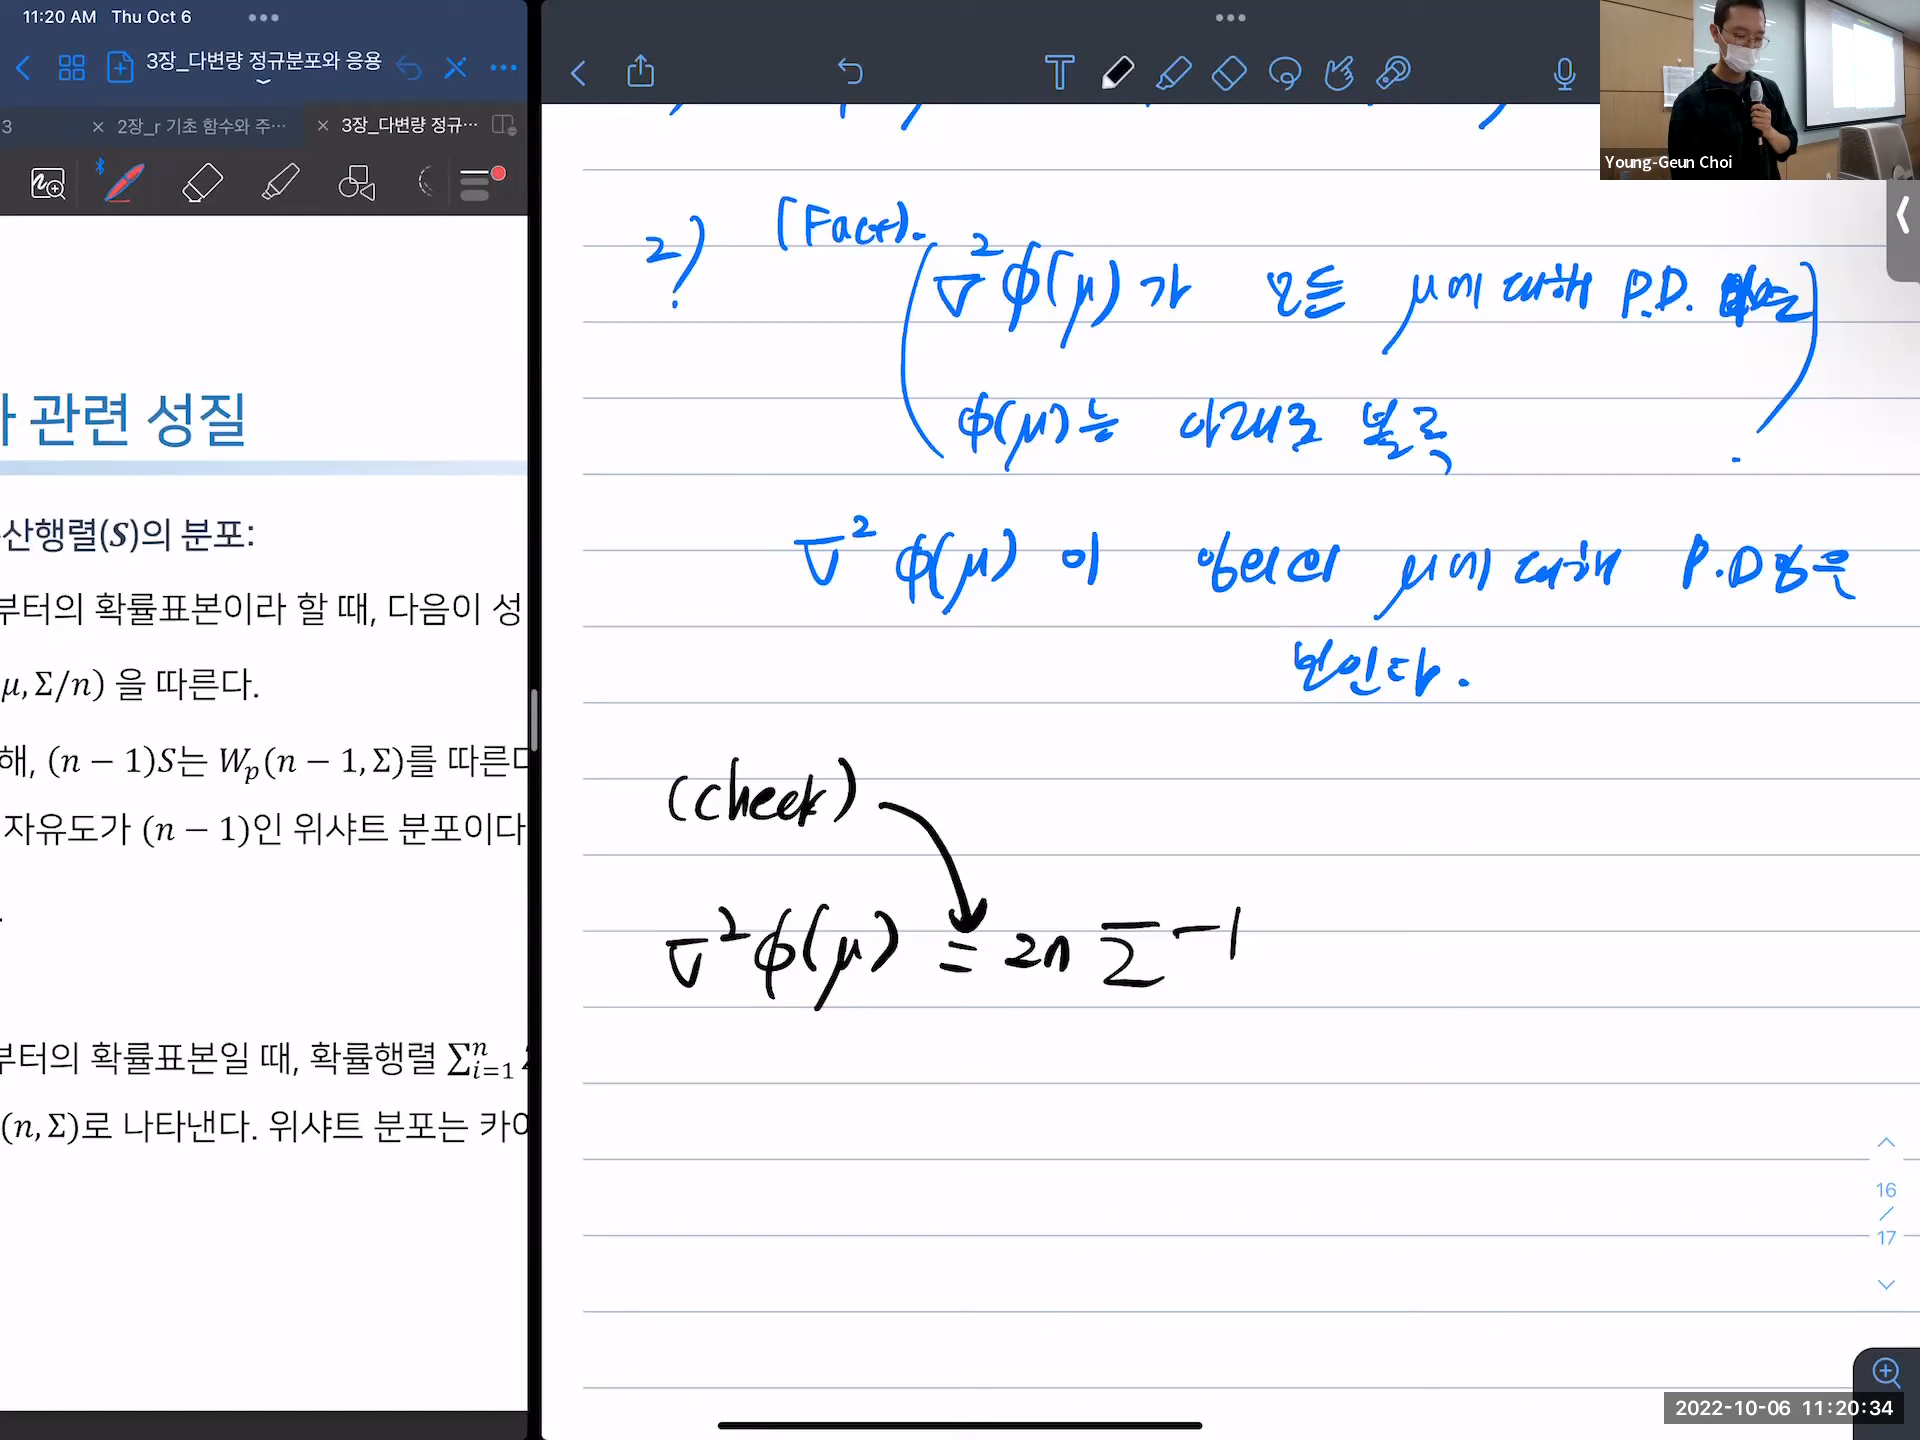 11:20 AM Thu Oct 6
3장_다변량 정규분포와 응용
3 × 2장_r 기초 함수와 주… × 3장_다변량 정규…
관련 성질
산행렬(S)의 분포:
부터의 확률표본이라 할 때, 다음이 성
μ, Σ/n) 을 따른다.
해, (n − 1)S는 W_p(n − 1, Σ)를 따른다
자유도가 (n − 1)인 위샤트 분포이다
부터의 확률표본일 때, 확률행렬 Σ_{i=1}^n
(n, Σ)로 나타낸다. 위샤트 분포는 카이
2) (Fact).
∇²ϕ(μ)가 모든 μ에 대해 P.D.
ϕ(μ)는 아래로 볼록
∇²ϕ(μ)이 임의의 μ에 대해 P.D임은
보인다.
(check)
∇²ϕ(μ) = 2n Σ⁻¹
Young-Geun Choi
16
/
17
2022-10-06 11:20:34